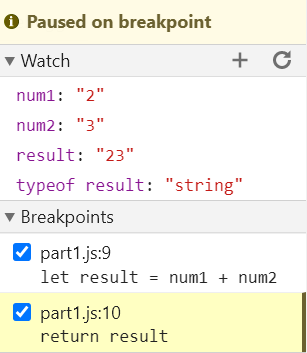 Paused on breakpoint
Watch
num1: "2"
num2: "3"
result: "23"
typeof result: "string"
Breakpoints
part1.js:9
let result = num1 + num2
part1.js:10
return result